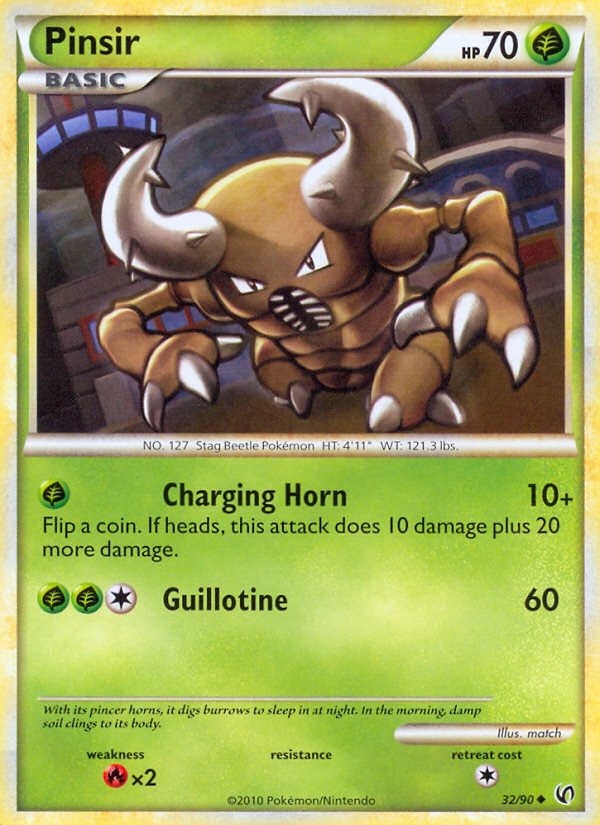 Pinsir HP 70
BASIC
NO. 127 Stag Beetle Pokémon HT: 4'11" WT: 121.3 lbs.
Charging Horn 10+
Flip a coin. If heads, this attack does 10 damage plus 20
more damage.
Guillotine 60
With its pincer horns, it digs burrows to sleep in at night. In the morning, damp
soil clings to its body.
Illus. match
weakness resistance retreat cost
×2
©2010 Pokémon/Nintendo 32/90